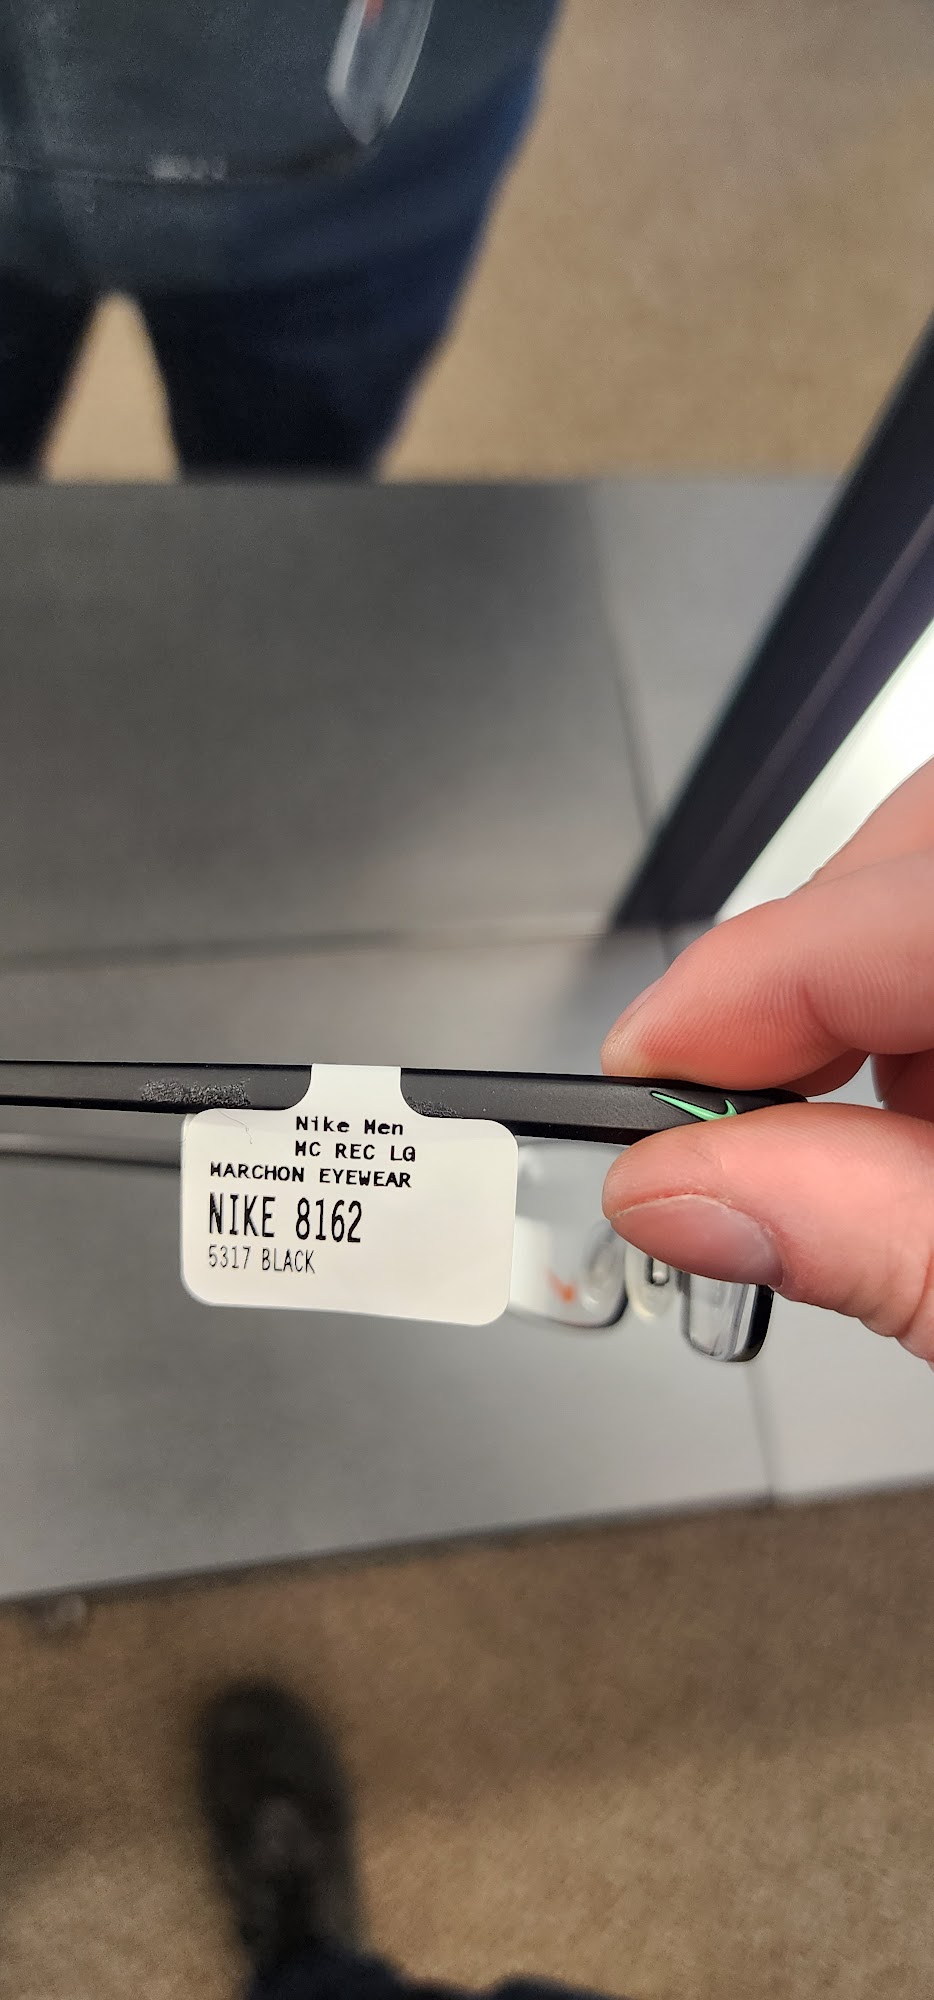 Nike Men
MC REC LG
MARCHON EYEWEAR
NIKE 8162
5317 BLACK